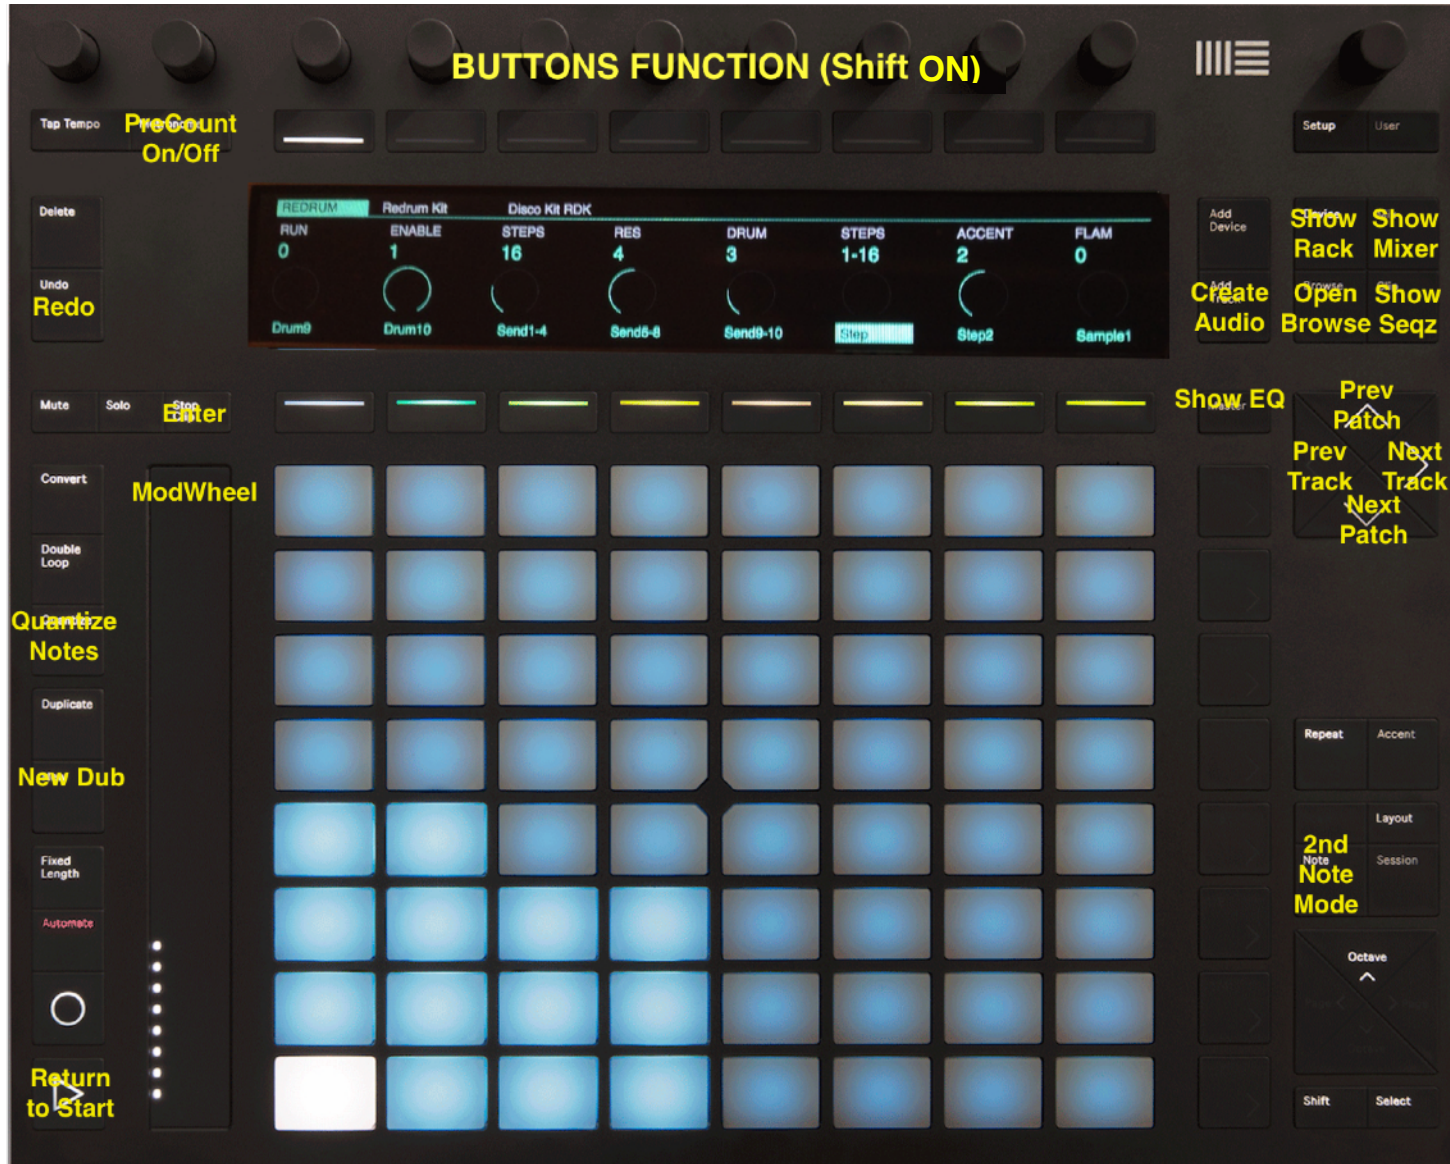 BUTTONS FUNCTION (Shift ON)
Tap Tempo
PreCount
On/Off
Setup
User
Delete
Undo
Redo
REDRUM Redrum Kit Disco Kit RDK
RUN ENABLE STEPS RES DRUM STEPS ACCENT FLAM
0 1 16 4 3 1-16 2 0
Drum9 Drum10 Send1-4 Send5-8 Send9-10 Step Step2 Sample1
Add
Device
Show
Rack
Show
Mixer
Create
Audio
Open
Browse
Show
Seqz
Mute
Solo
Enter
Show EQ
Prev
Patch
Prev
Track
Next
Track
Next
Patch
Convert
ModWheel
Double
Loop
Quantize
Notes
Duplicate
New Dub
Repeat
Accent
Fixed
Length
Layout
2nd
Note
Note
Mode
Session
Automate
Octave
Return
to Start
Shift
Select